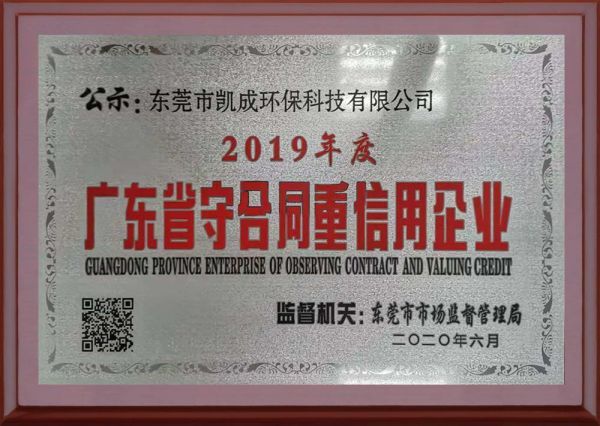 公示：东莞市凯成环保科技有限公司
2019年度
广东省守合同重信用企业
GUANGDONG PROVINCE ENTERPRISE OF OBSERVING CONTRACT AND VALUING CREDIT
监督机关：东莞市市场监督管理局
二〇二〇年六月